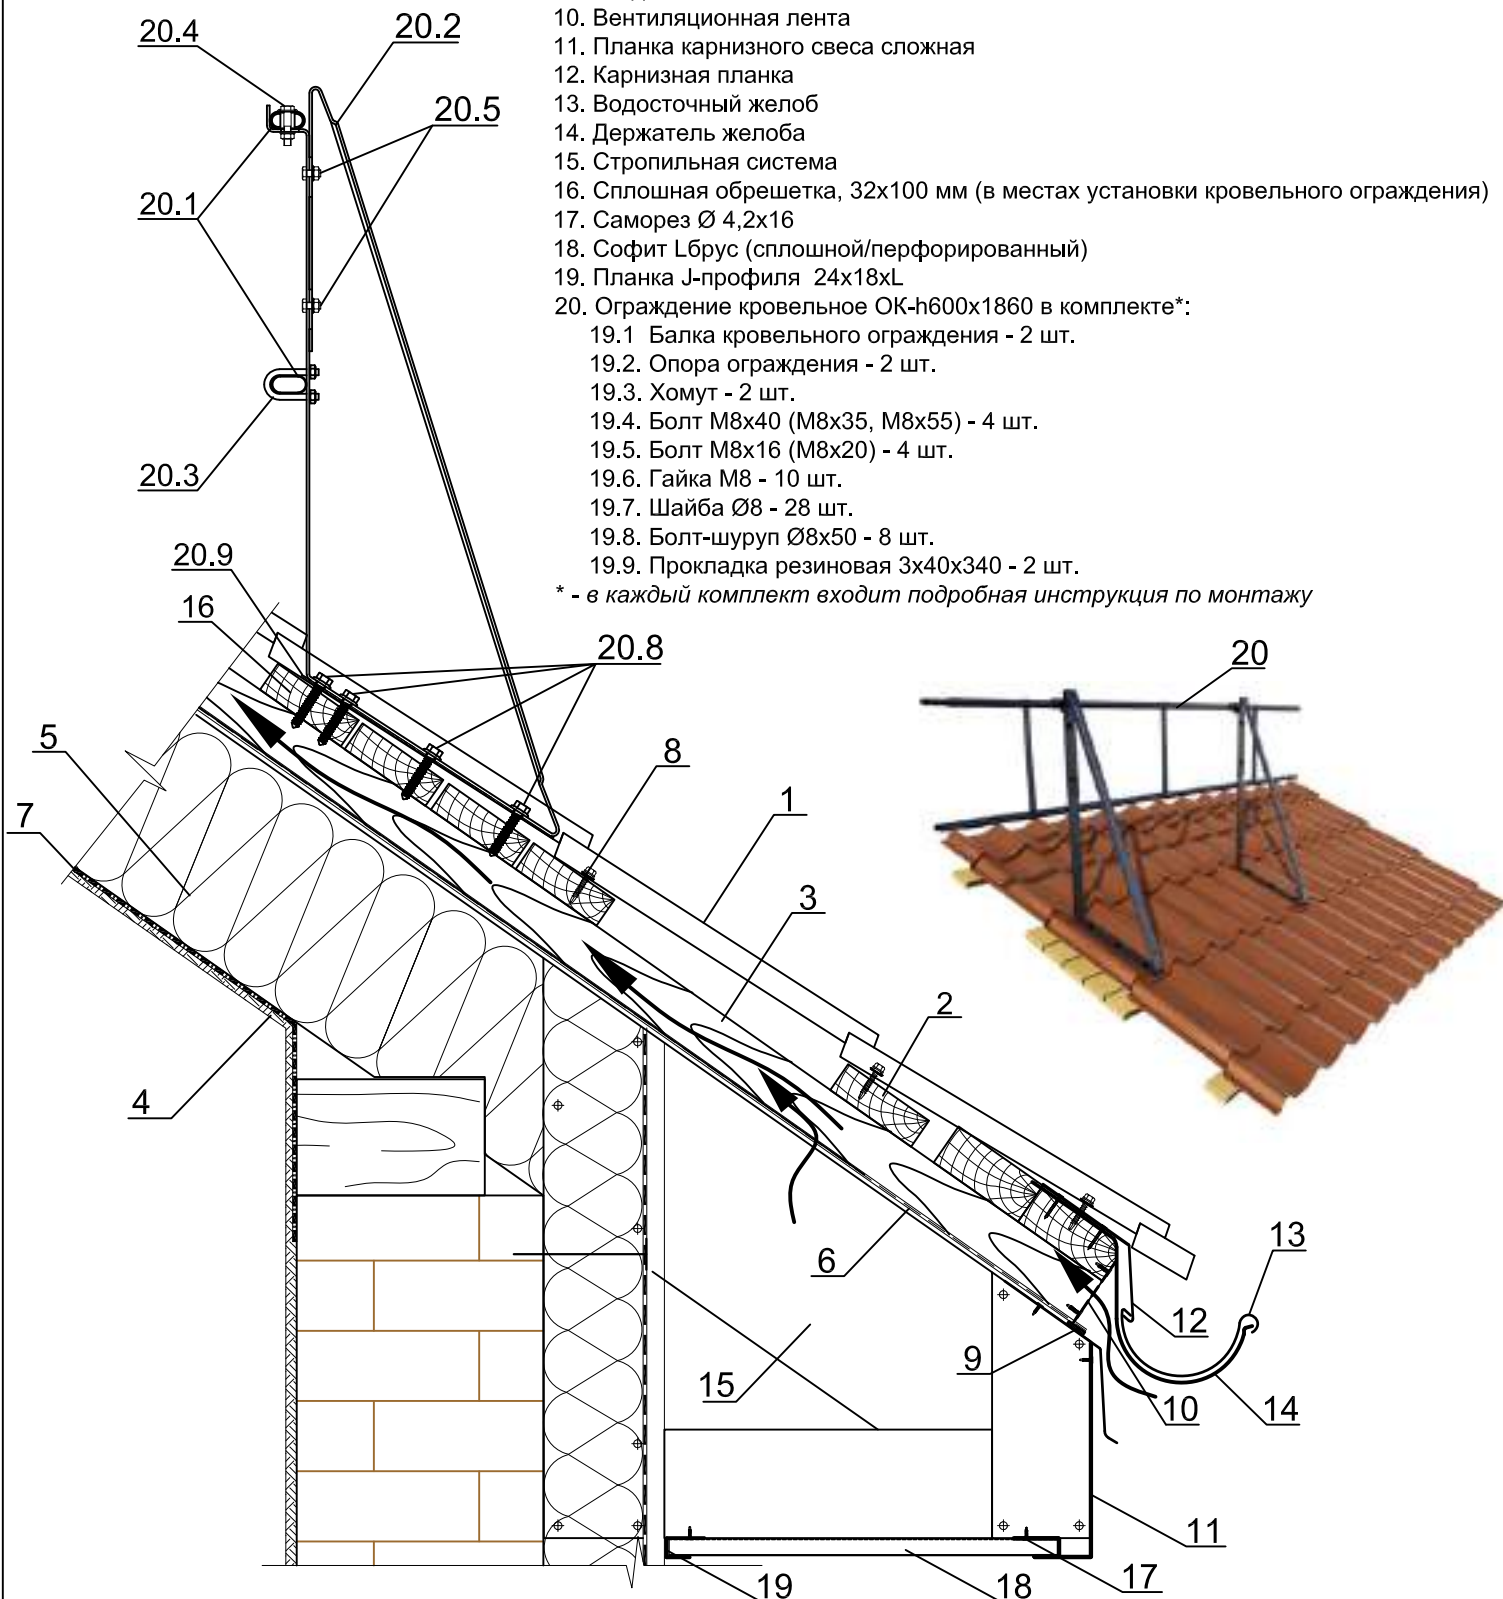 10. Вентиляционная лента
11. Планка карнизного свеса сложная
12. Карнизная планка
13. Водосточный желоб
14. Держатель желоба
15. Стропильная система
16. Сплошная обрешетка, 32х100 мм (в местах установки кровельного ограждения)
17. Саморез Ø 4,2х16
18. Софит Lбрус (сплошной/перфорированный)
19. Планка J-профиля 24х18хL
20. Ограждение кровельное ОК-h600х1860 в комплекте*:
19.1 Балка кровельного ограждения - 2 шт.
19.2. Опора ограждения - 2 шт.
19.3. Хомут - 2 шт.
19.4. Болт М8х40 (М8х35, М8х55) - 4 шт.
19.5. Болт М8х16 (М8х20) - 4 шт.
19.6. Гайка М8 - 10 шт.
19.7. Шайба Ø8 - 28 шт.
19.8. Болт-шуруп Ø8х50 - 8 шт.
19.9. Прокладка резиновая 3х40х340 - 2 шт.
* - в каждый комплект входит подробная инструкция по монтажу
20.4
20.2
20.5
20.1
20.3
20.9
16
20.8
20
5
8
7
1
3
2
4
6
13
12
9
15
10
14
11
17
19
18